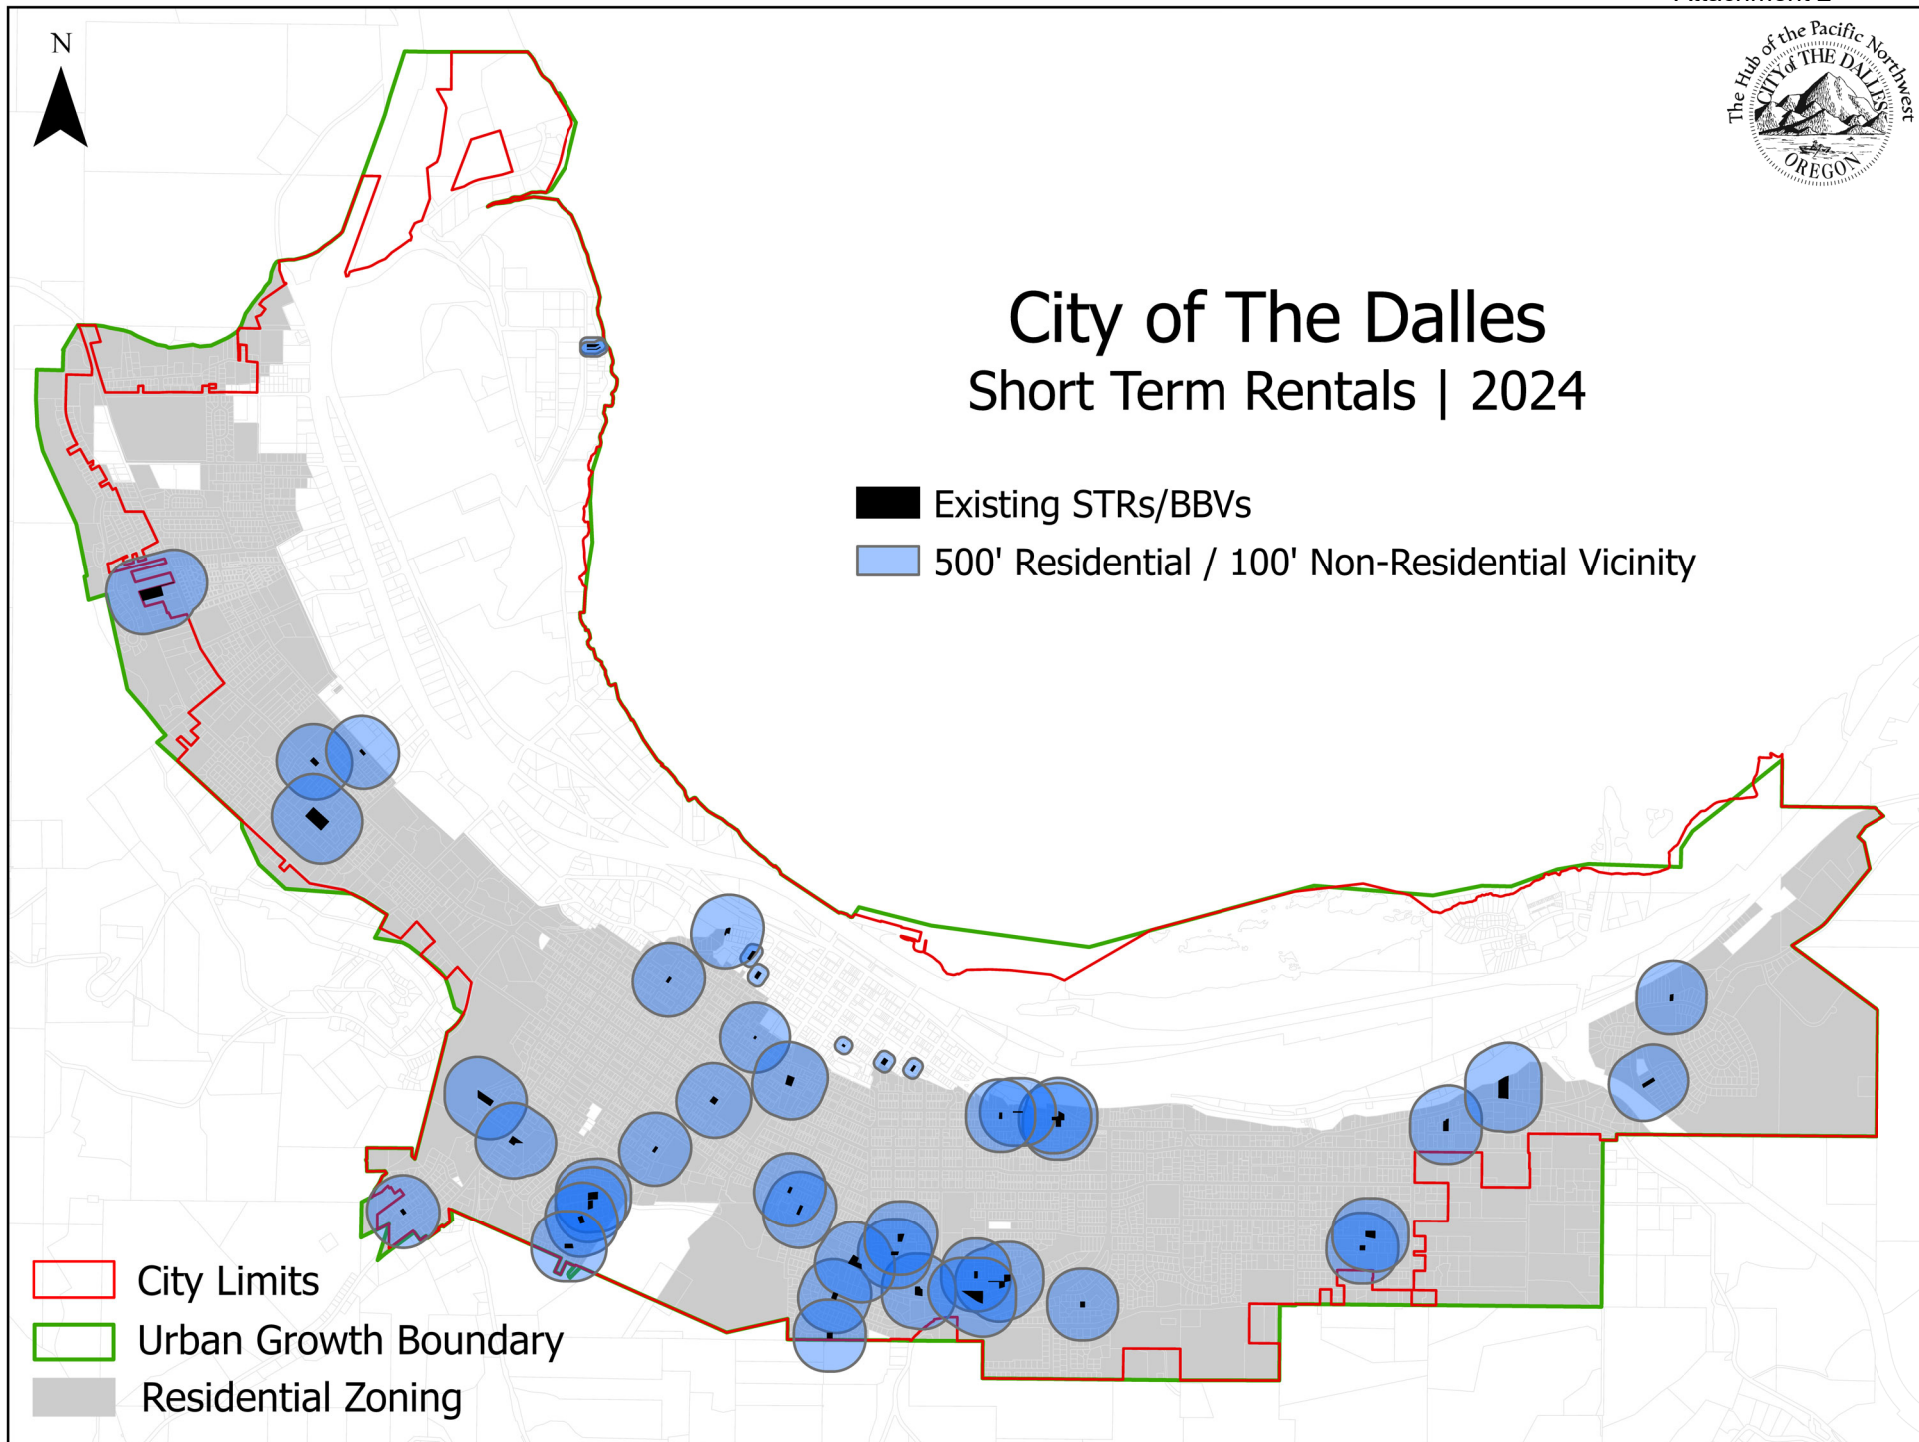 N
The Hub of the Pacific Northwest
CITY of THE DALLES
OREGON
City of The Dalles
Short Term Rentals | 2024
Existing STRs/BBVs
500' Residential / 100' Non-Residential Vicinity
City Limits
Urban Growth Boundary
Residential Zoning